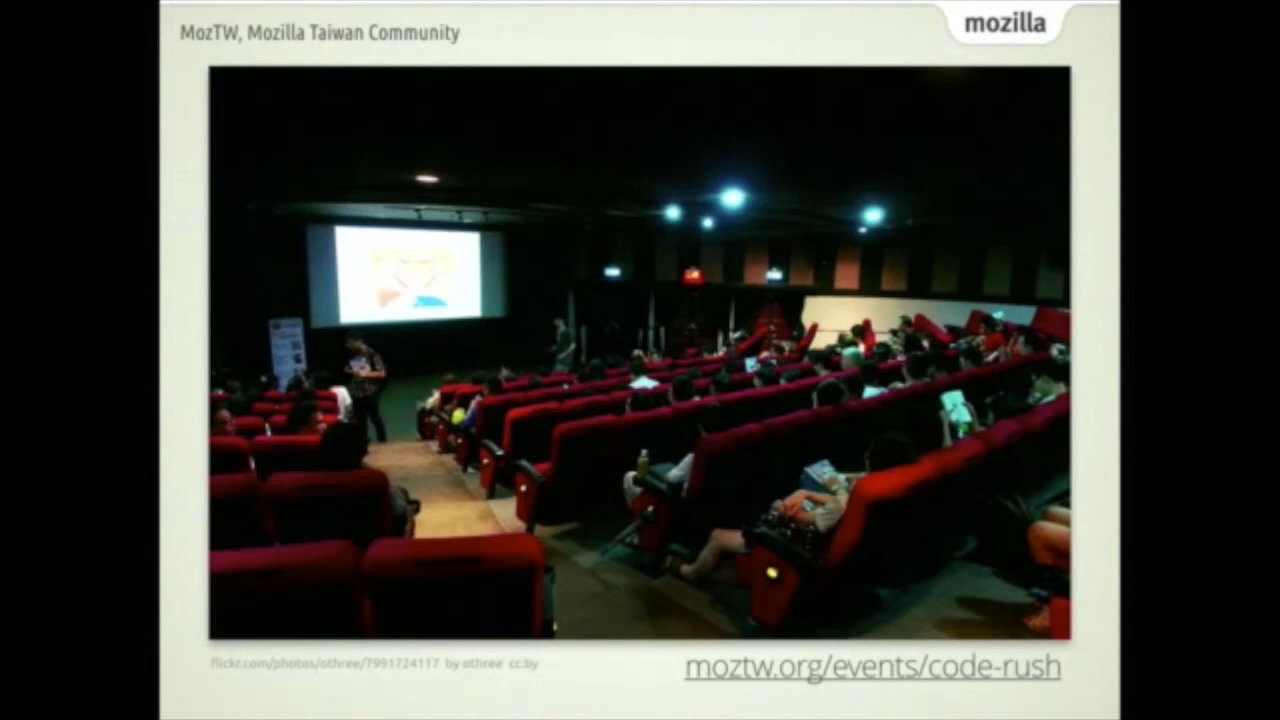 MozTW, Mozilla Taiwan Community
mozilla
flickr.com/photos/othree/7991724117 by othree cc:by
moztw.org/events/code-rush